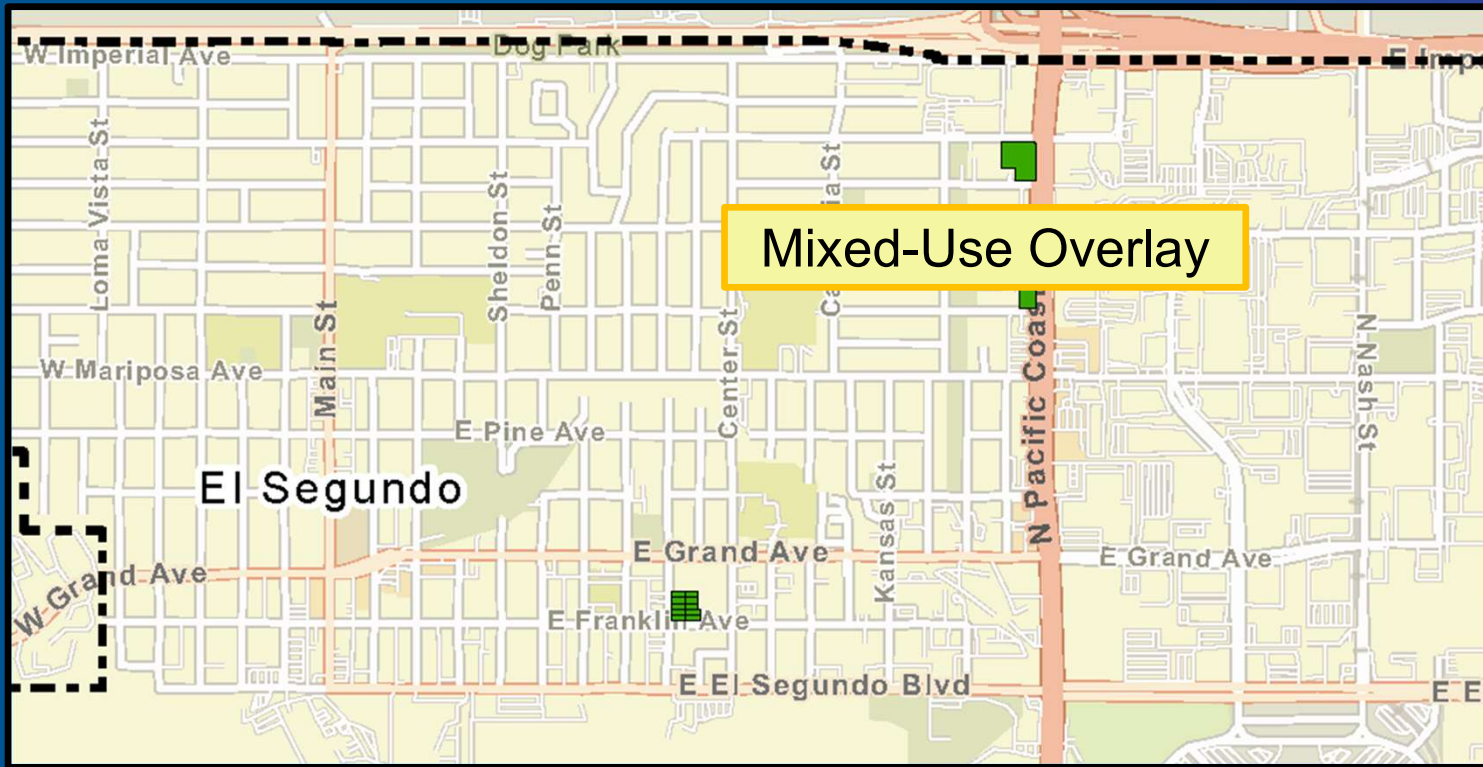 W Imperial Ave
Dog Park
E Imp
Loma Vista St
Sheldon St
Penn St
Mixed-Use Overlay
Main St
Center St
W Mariposa Ave
N Pacific Coas
N Nash St
E Pine Ave
El Segundo
Kansas St
E Grand Ave
E Grand Ave
W Grand Ave
E Franklin Ave
E El Segundo Blvd
E E